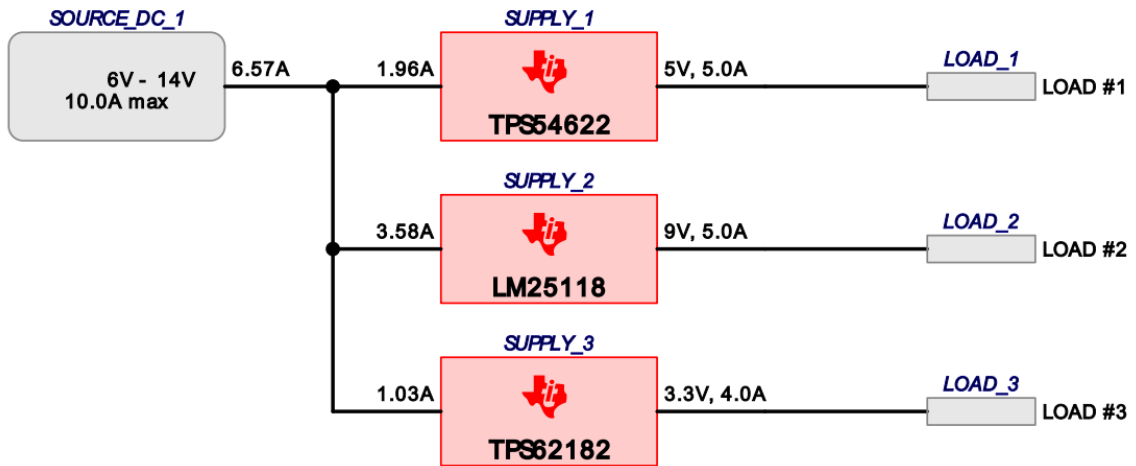 SOURCE_DC_1
6V - 14V
10.0A max
6.57A
SUPPLY_1
1.96A
TPS54622
5V, 5.0A
LOAD_1
LOAD #1
SUPPLY_2
3.58A
LM25118
9V, 5.0A
LOAD_2
LOAD #2
SUPPLY_3
1.03A
TPS62182
3.3V, 4.0A
LOAD_3
LOAD #3